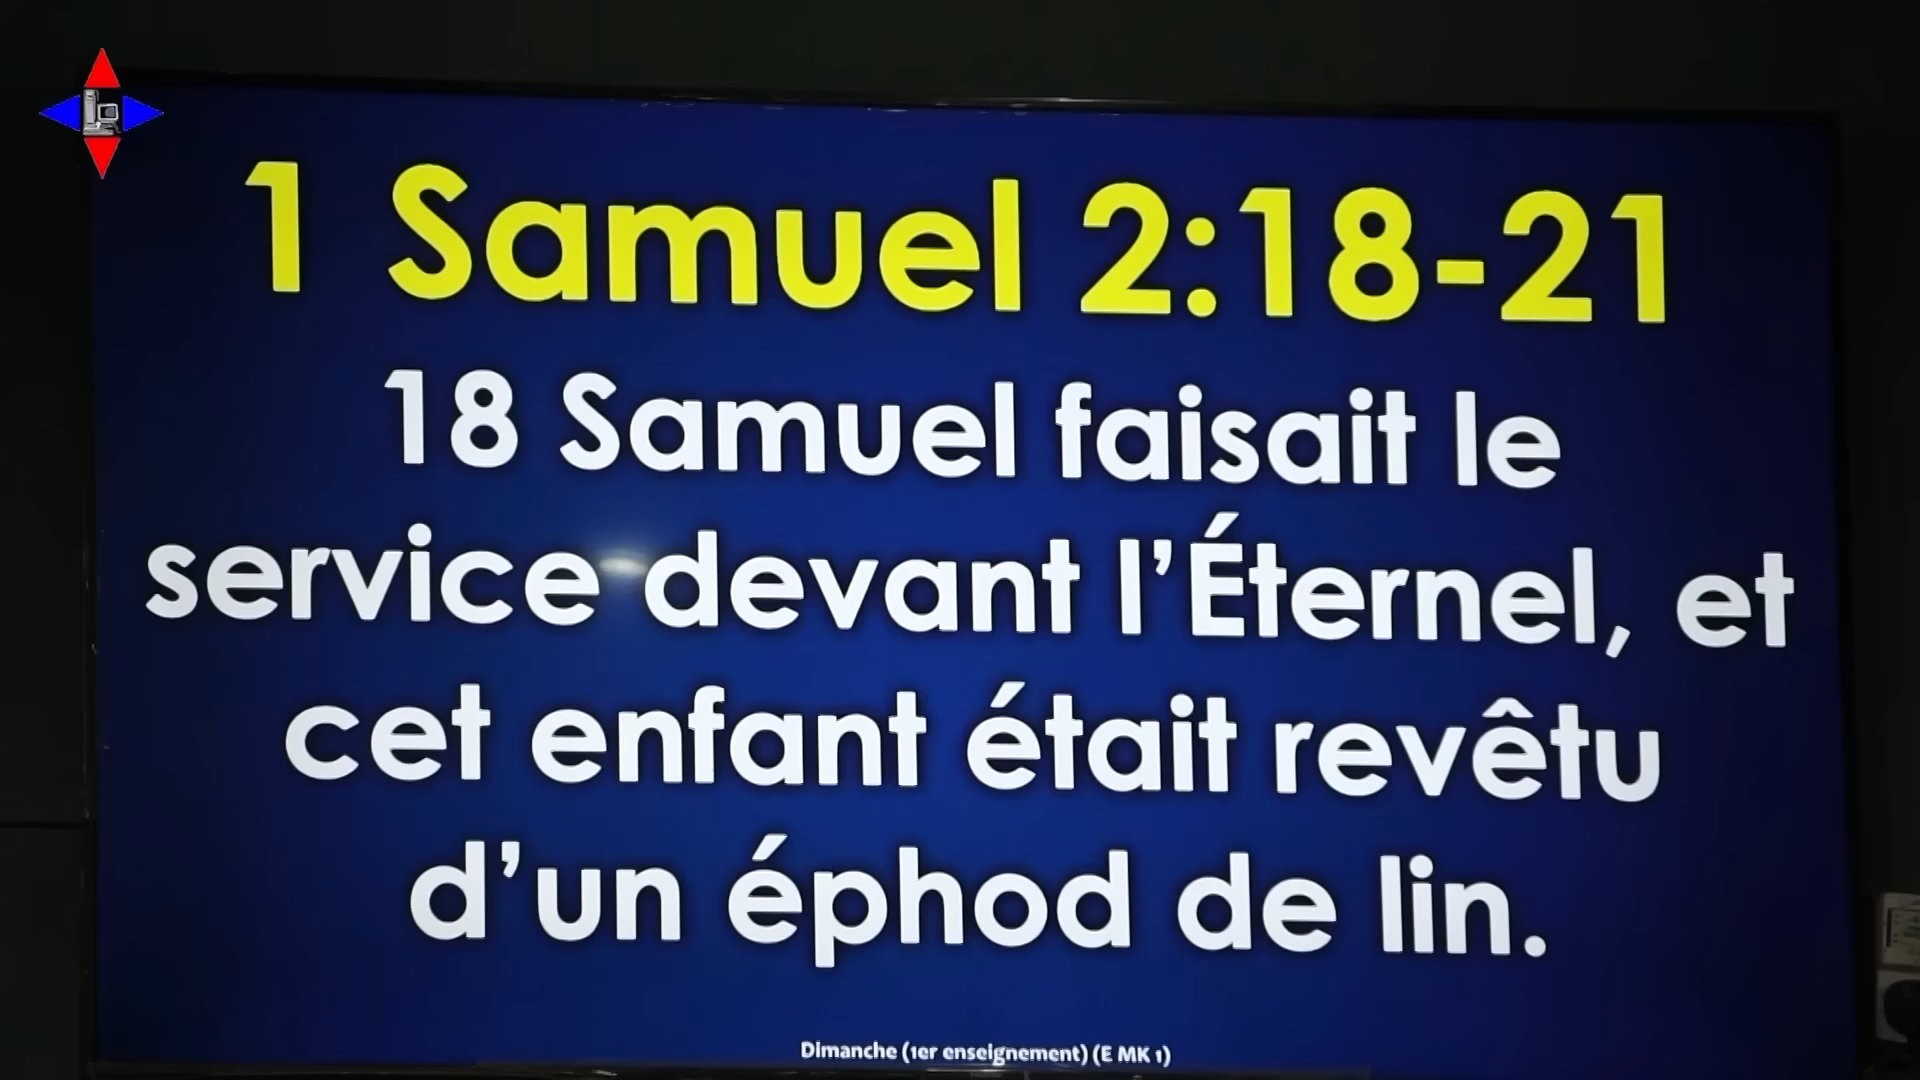 1 Samuel 2:18-21
18 Samuel faisait le
service devant l’Éternel, et
cet enfant était revêtu
d’un éphod de lin.
Dimanche (1er enseignement) (E MK 1)